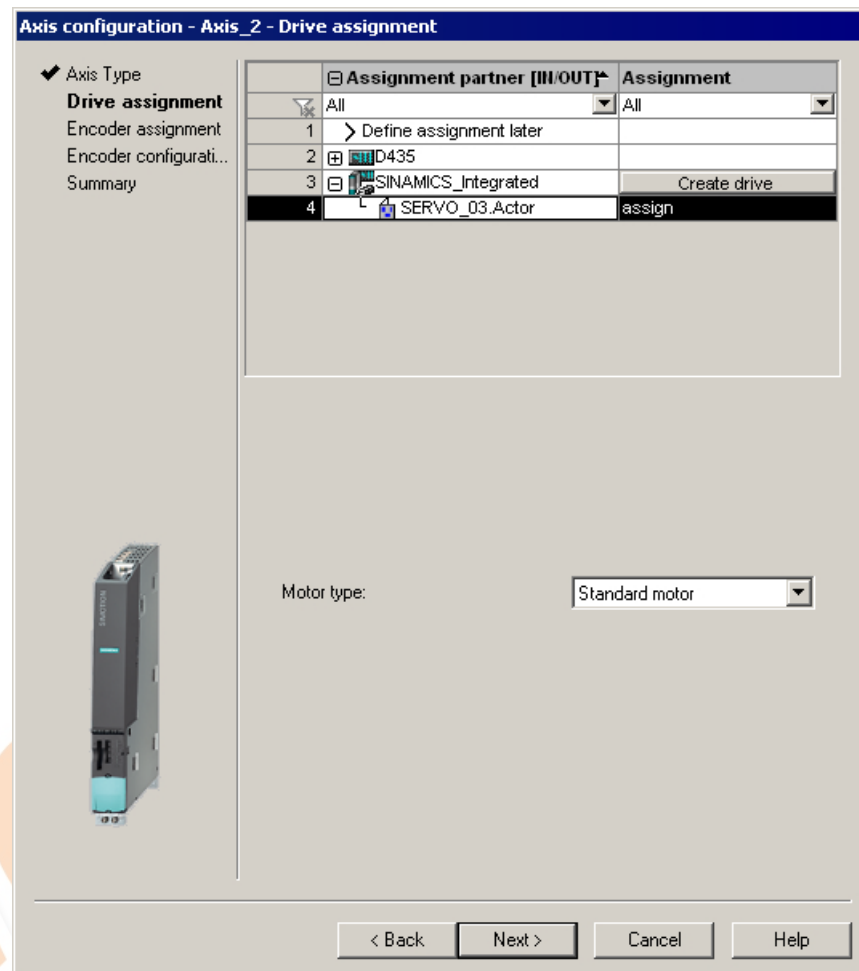 Axis configuration - Axis_2 - Drive assignment
Axis Type
Drive assignment
Encoder assignment
Encoder configurati...
Summary
Assignment partner [IN/OUT] Assignment
All All
1 Define assignment later
2 D435
3 SINAMICS_Integrated Create drive
4 SERVO_03.Actor assign
SIMOTION
Motor type: Standard motor
< Back Next > Cancel Help